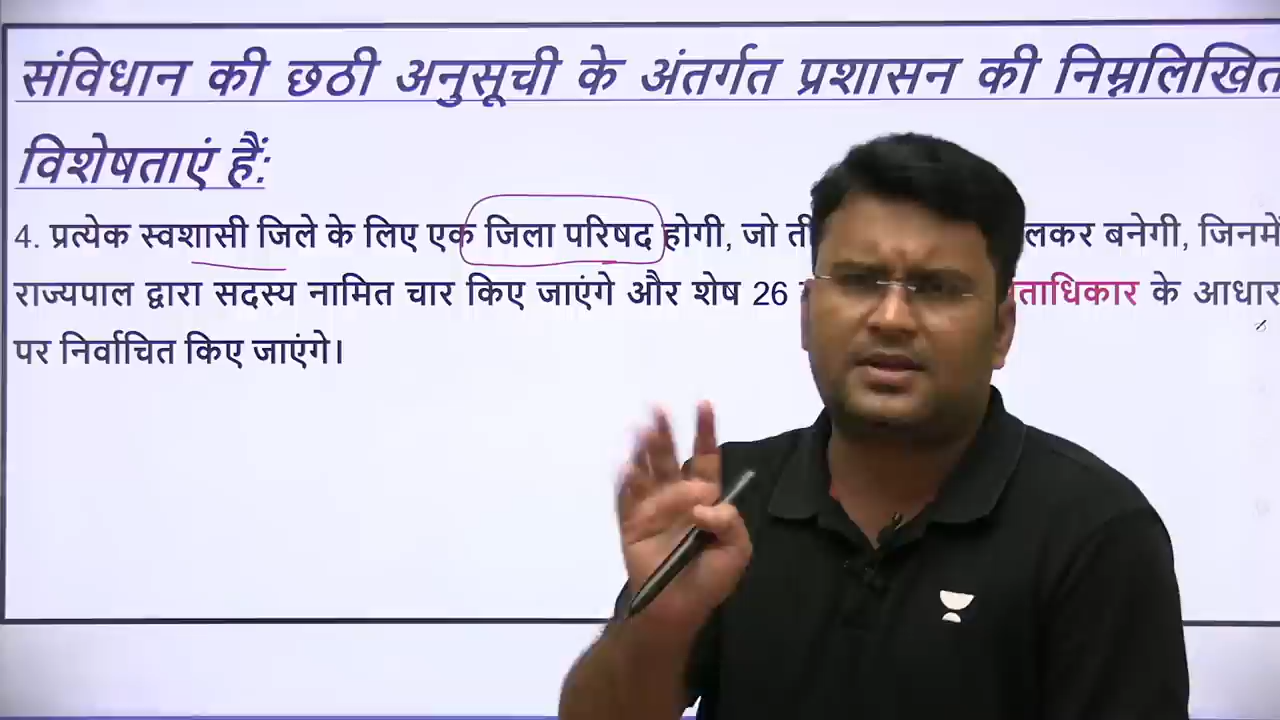 संविधान की छठी अनुसूची के अंतर्गत प्रशासन की निम्नलिखित
विशेषताएं हैं:
4. प्रत्येक स्वशासी जिले के लिए एक जिला परिषद होगी, जो बनेगी, जिनमे
राज्यपाल द्वारा सदस्य नामित चार किए जाएंगे और शेष 26 के आधार
पर निर्वाचित किए जाएंगे।